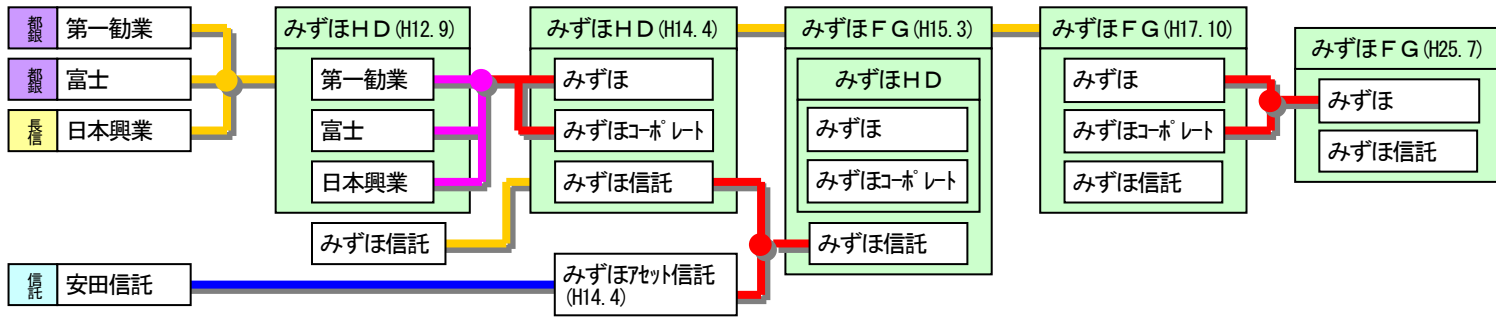 都銀 第一勧業
都銀 富士
長信 日本興業
信託 安田信託
みずほHD(H12.9)
第一勧業
富士
日本興業
みずほ信託
みずほHD(H14.4)
みずほ
みずほｺｰﾎﾟﾚｰﾄ
みずほ信託
みずほｱｾｯﾄ信託
(H14.4)
みずほFG(H15.3)
みずほHD
みずほ
みずほｺｰﾎﾟﾚｰﾄ
みずほ信託
みずほFG(H17.10)
みずほ
みずほｺｰﾎﾟﾚｰﾄ
みずほ信託
みずほFG(H25.7)
みずほ
みずほ信託